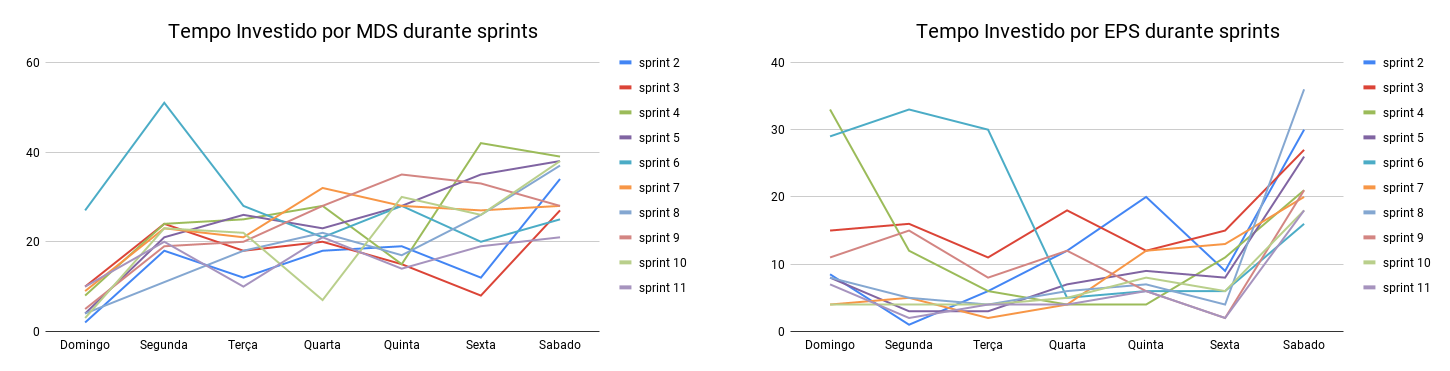 Tempo Investido por MDS durante sprints
60
40
20
0
Domingo
Segunda
Terça
Quarta
Quinta
Sexta
Sabado
sprint 2
sprint 3
sprint 4
sprint 5
sprint 6
sprint 7
sprint 8
sprint 9
sprint 10
sprint 11
Tempo Investido por EPS durante sprints
40
30
20
10
0
Domingo
Segunda
Terça
Quarta
Quinta
Sexta
Sabado
sprint 2
sprint 3
sprint 4
sprint 5
sprint 6
sprint 7
sprint 8
sprint 9
sprint 10
sprint 11